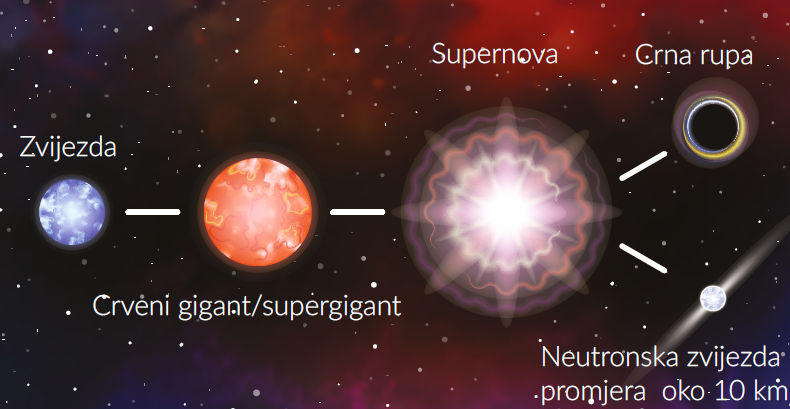 Zvijezda
Crveni gigant/supergigant
Supernova
Crna rupa
Neutronska zvijezda
promjera oko 10 km